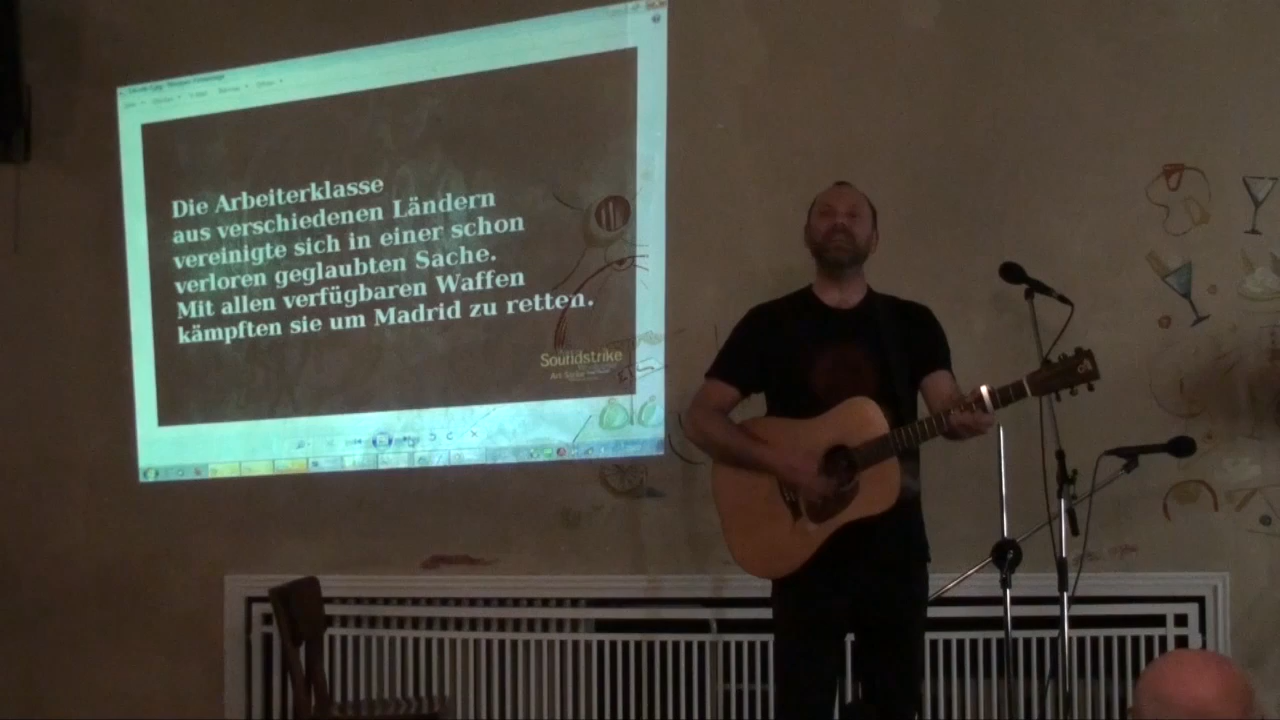 Die Arbeiterklasse
aus verschiedenen Ländern
vereinigte sich in einer schon
verloren geglaubten Sache.
Mit allen verfügbaren Waffen
kämpften sie um Madrid zu retten.
Soundstrike